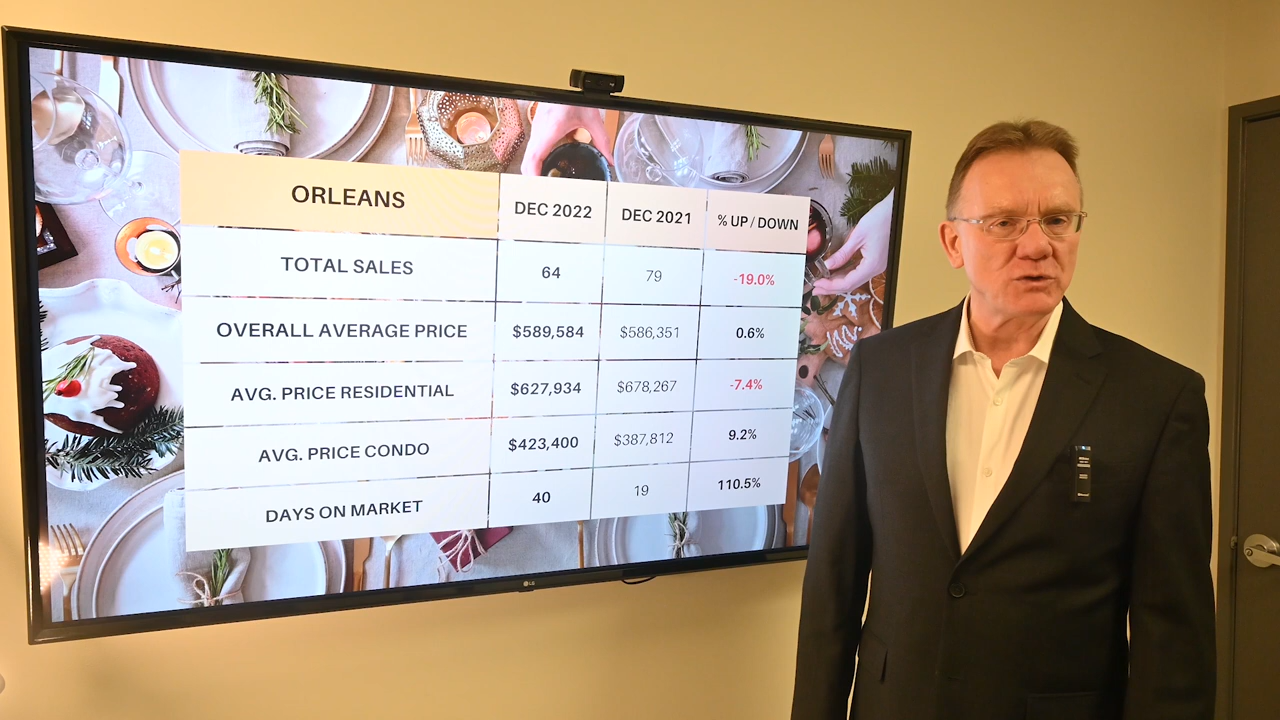 ORLEANS DEC 2022 DEC 2021 % UP / DOWN
TOTAL SALES 64 79 -19.0%
OVERALL AVERAGE PRICE $589,584 $586,351 0.6%
AVG. PRICE RESIDENTIAL $627,934 $678,267 -7.4%
AVG. PRICE CONDO $423,400 $387,812 9.2%
DAYS ON MARKET 40 19 110.5%
LG